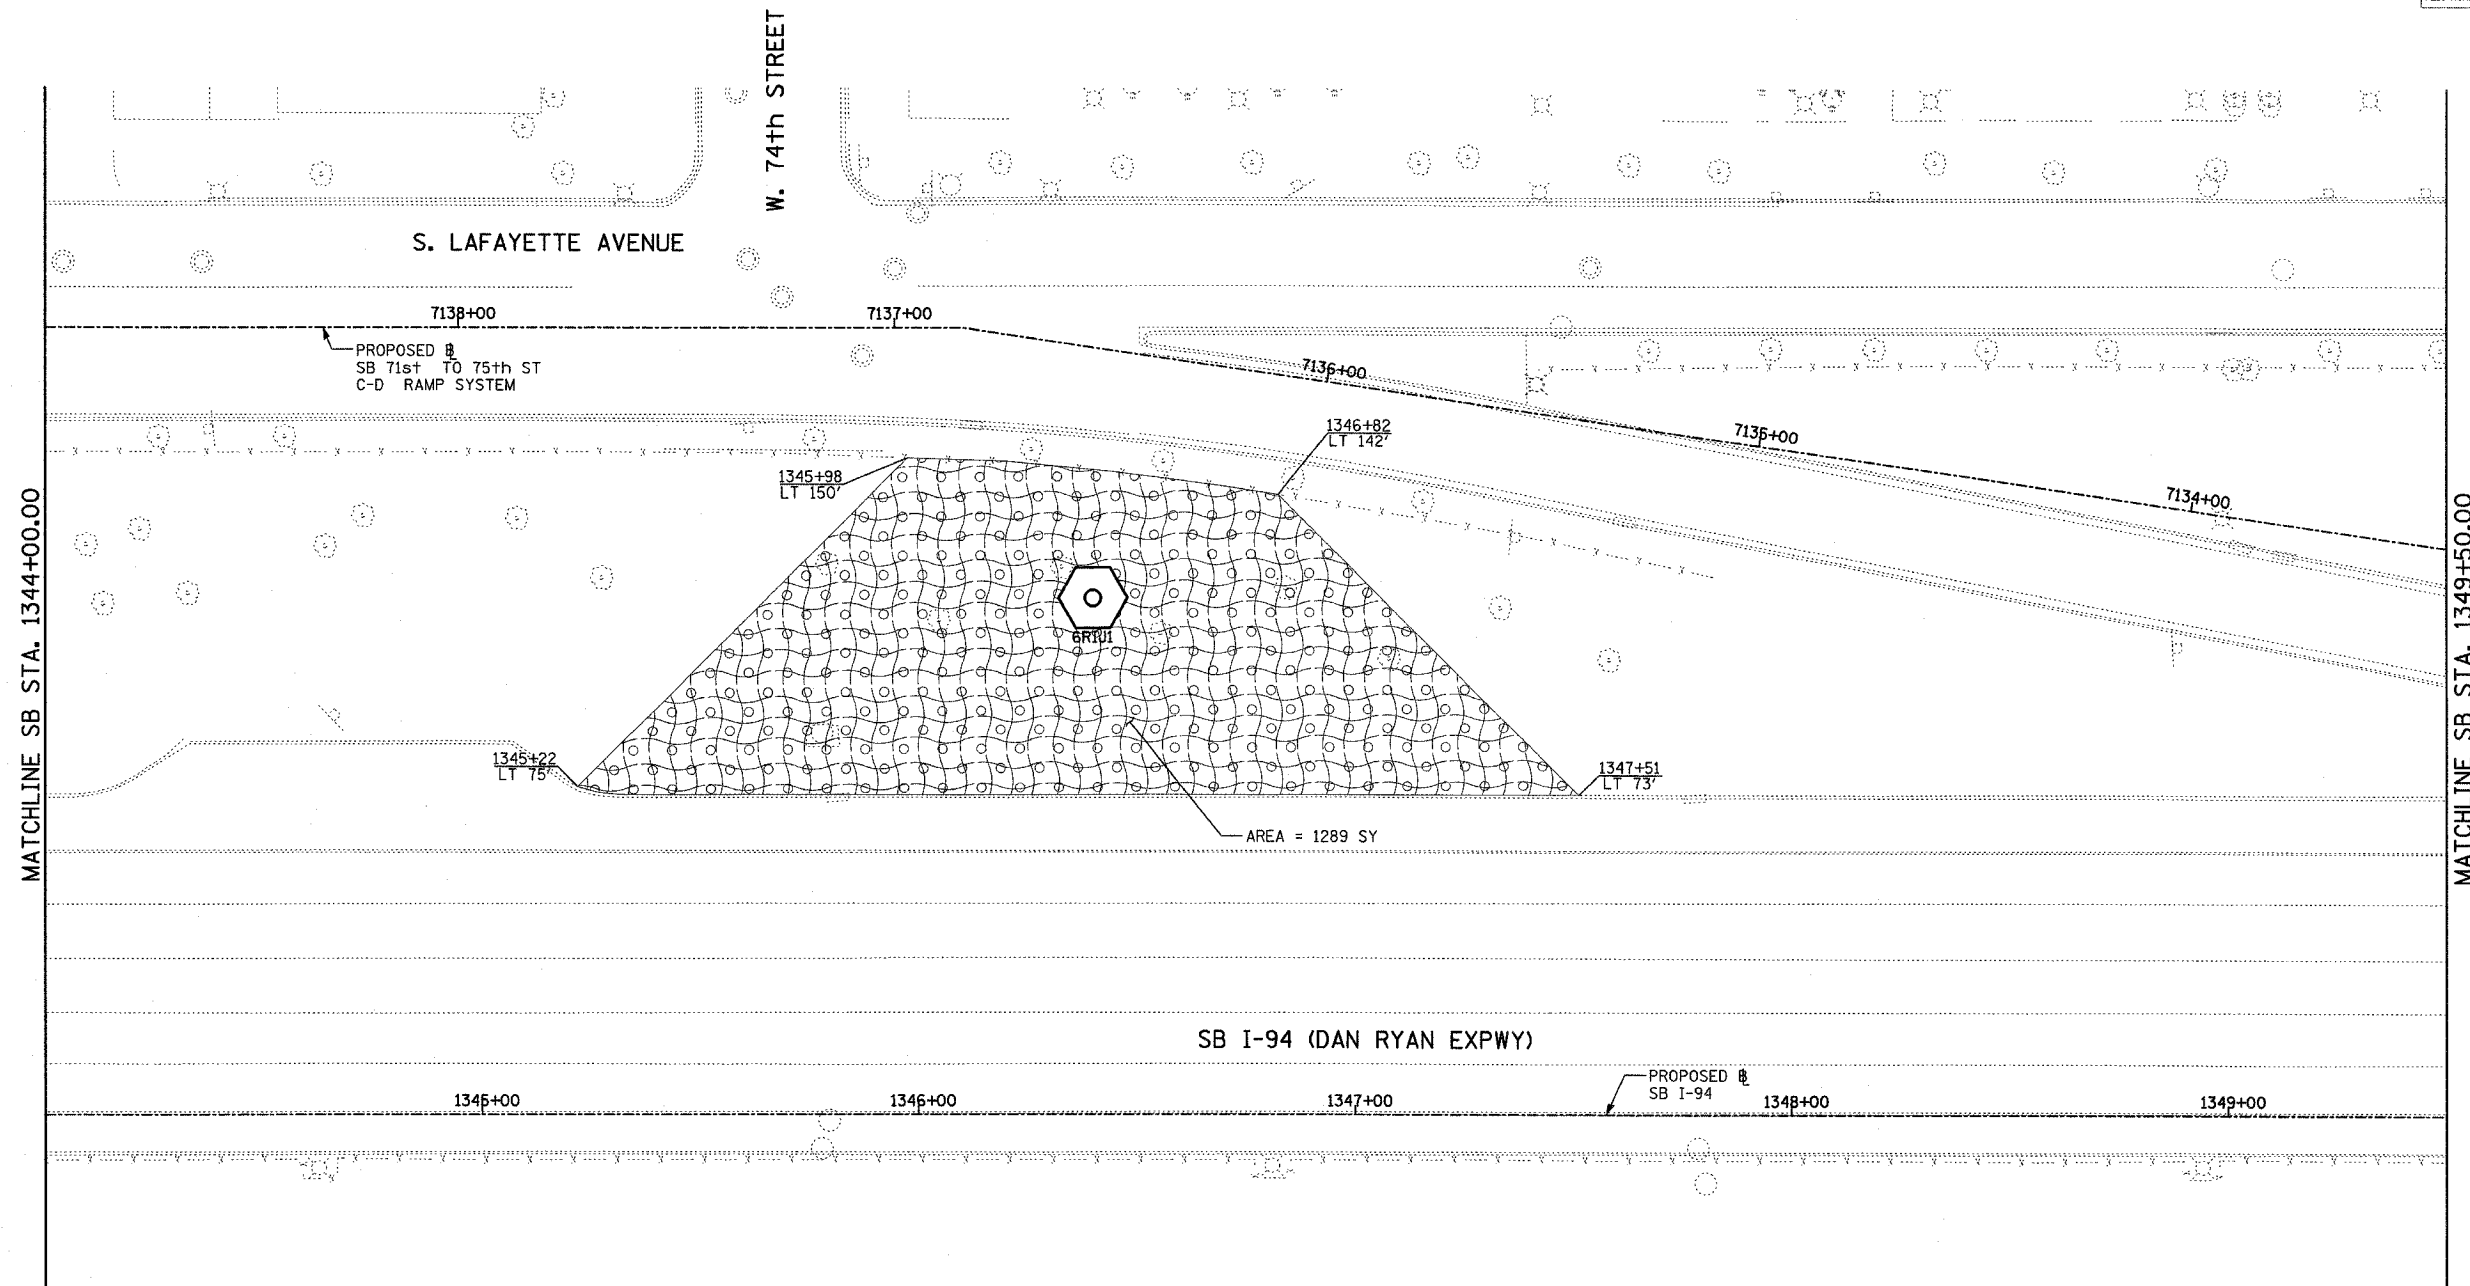 W. 74th STREET
S. LAFAYETTE AVENUE
7138+00
7137+00
PROPOSED BL
SB 71st TO 75th ST
C-D RAMP SYSTEM
7136+00
7135+00
7134+00
1346+82
LT 142'
1345+98
LT 150'
MATCHLINE SB STA. 1344+00.00
MATCHLINE SB STA. 1349+50.00
6R1U1
1345+22
LT 75'
1347+51
LT 73'
AREA = 1289 SY
SB I-94 (DAN RYAN EXPWY)
PROPOSED BL
SB I-94
1345+00
1346+00
1347+00
1348+00
1349+00